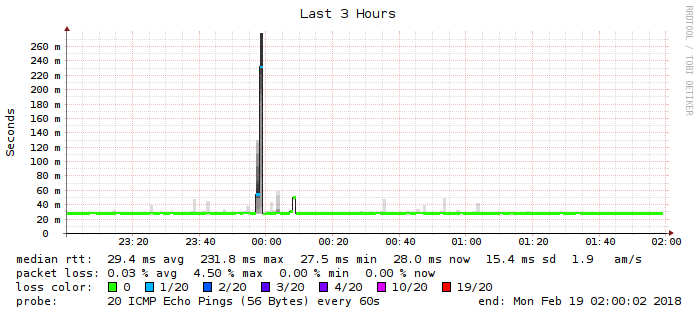 Last 3 Hours
RRDTOOL / TOBI OETIKER
Seconds
260 m
240 m
220 m
200 m
180 m
160 m
140 m
120 m
100 m
80 m
60 m
40 m
20 m
0
23:20 23:40 00:00 00:20 00:40 01:00 01:20 01:40 02:00
median rtt: 29.4 ms avg 231.8 ms max 27.5 ms min 28.0 ms now 15.4 ms sd 1.9 am/s
packet loss: 0.03 % avg 4.50 % max 0.00 % min 0.00 % now
loss color: 0 1/20 2/20 3/20 4/20 10/20 19/20
probe: 20 ICMP Echo Pings (56 Bytes) every 60s end: Mon Feb 19 02:00:02 2018